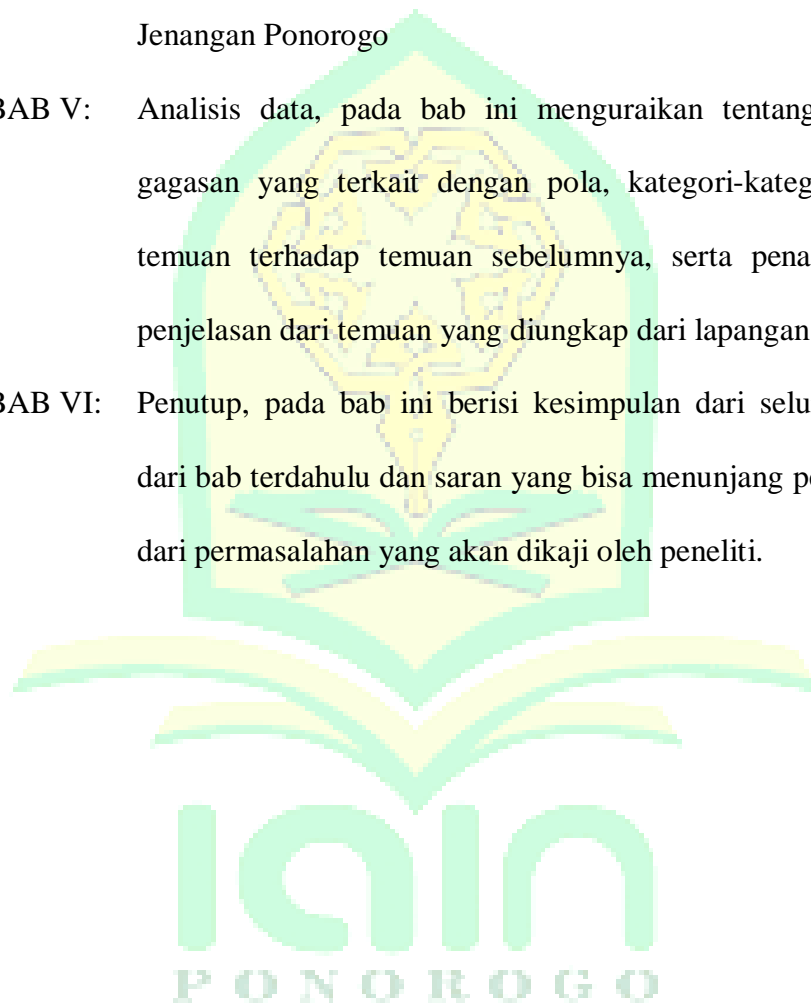 Jenangan Ponorogo
BAB V: Analisis data, pada bab ini menguraikan tentang
gagasan yang terkait dengan pola, kategori-kateg
temuan terhadap temuan sebelumnya, serta pena
penjelasan dari temuan yang diungkap dari lapangan
BAB VI: Penutup, pada bab ini berisi kesimpulan dari selu
dari bab terdahulu dan saran yang bisa menunjang pe
dari permasalahan yang akan dikaji oleh peneliti.
iain
PONOROGO